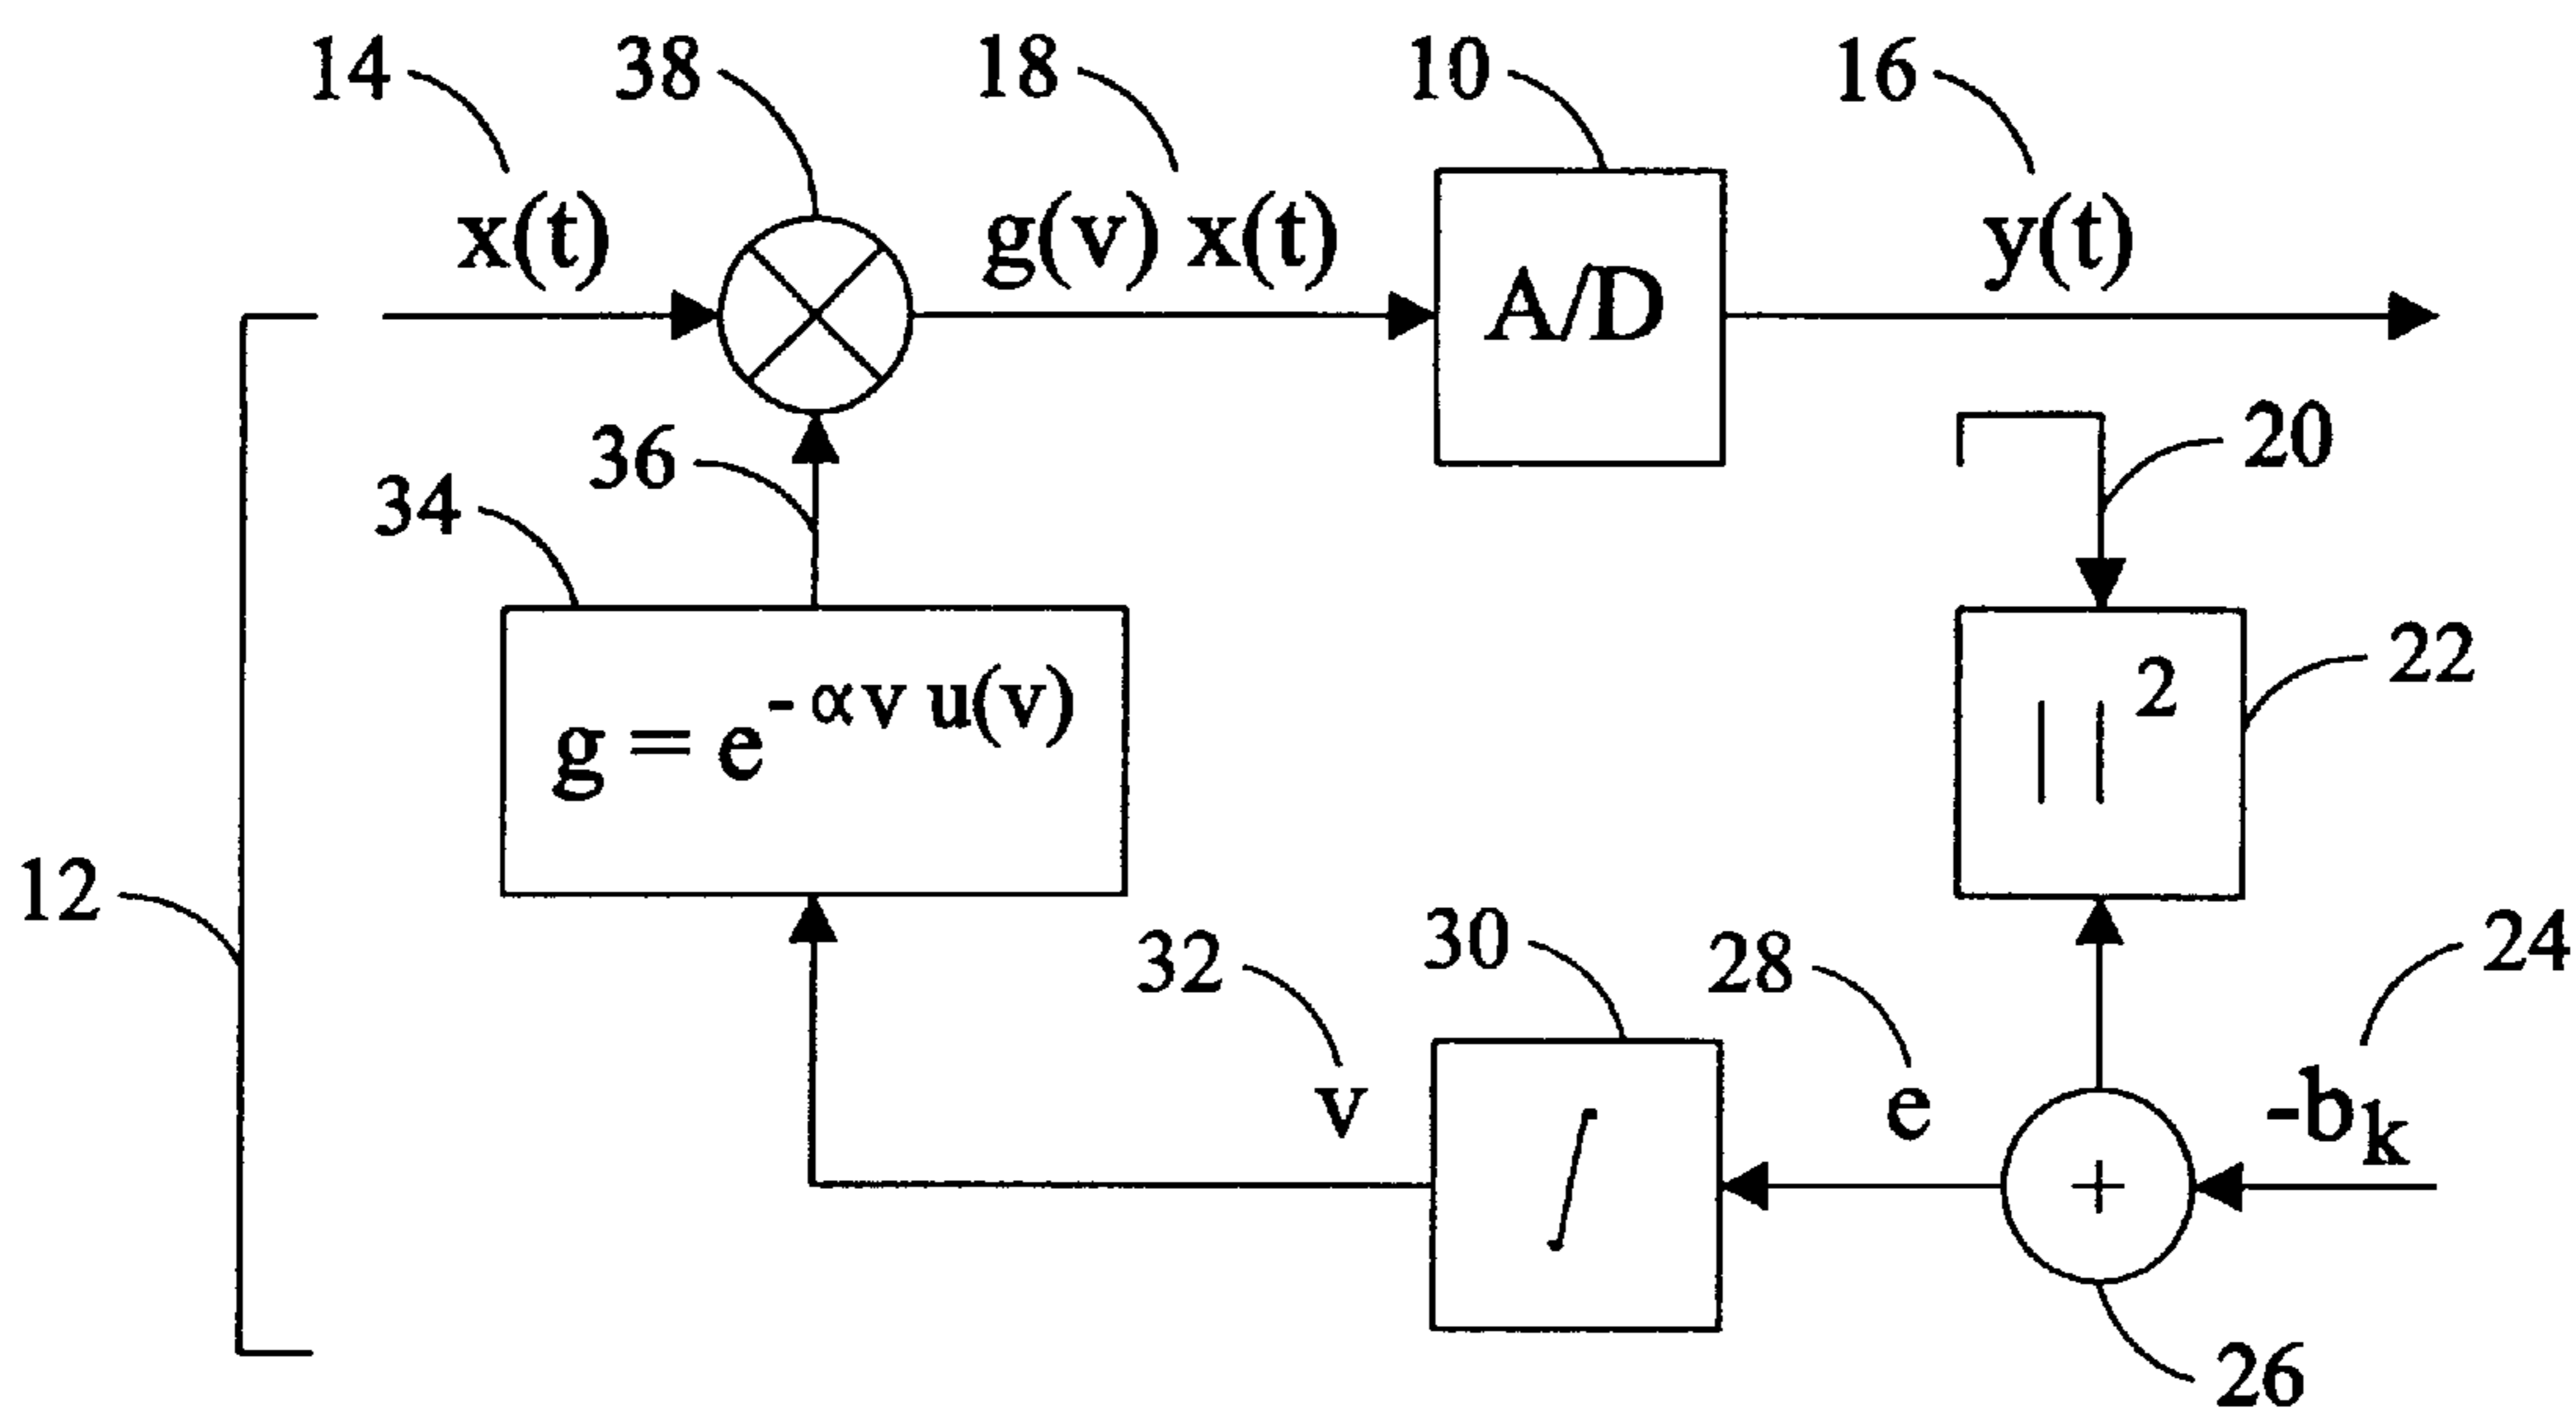 14 38 18 10 16
x(t) g(v) x(t) A/D y(t)
36 20
34
g = e^{-αv u(v)}
| |^2 22
12 32 30 28 24
v ∫ e + -b_k
26